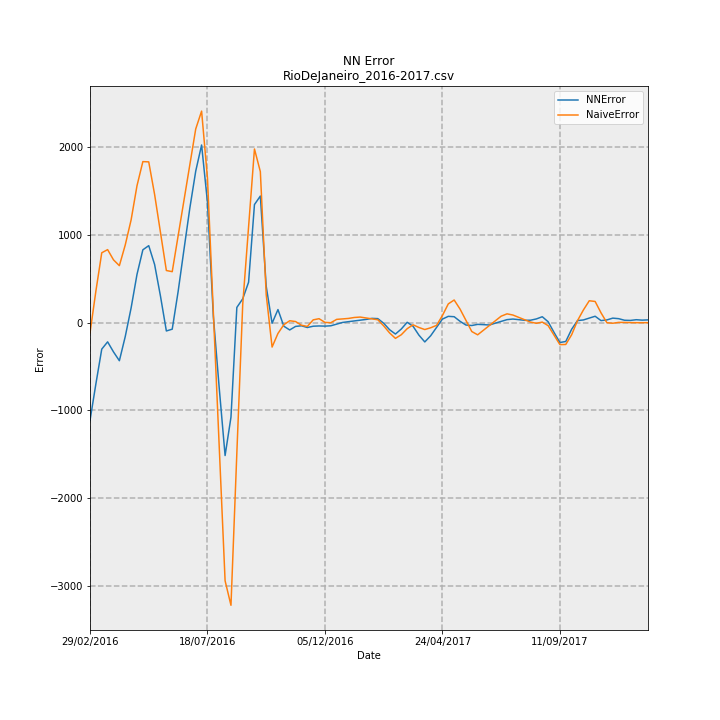 NN Error
RioDeJaneiro_2016-2017.csv
NNError
NaiveError
2000
1000
0
−1000
−2000
−3000
Error
29/02/2016
18/07/2016
05/12/2016
24/04/2017
11/09/2017
Date